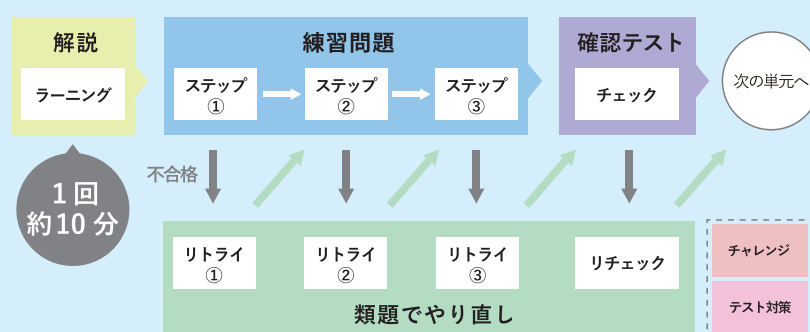 解説
ラーニング
練習問題
ステップ
①
ステップ
②
ステップ
③
確認テスト
チェック
次の単元へ
1回
約10分
不合格
リトライ
①
リトライ
②
リトライ
③
リチェック
類題でやり直し
チャレンジ
テスト対策